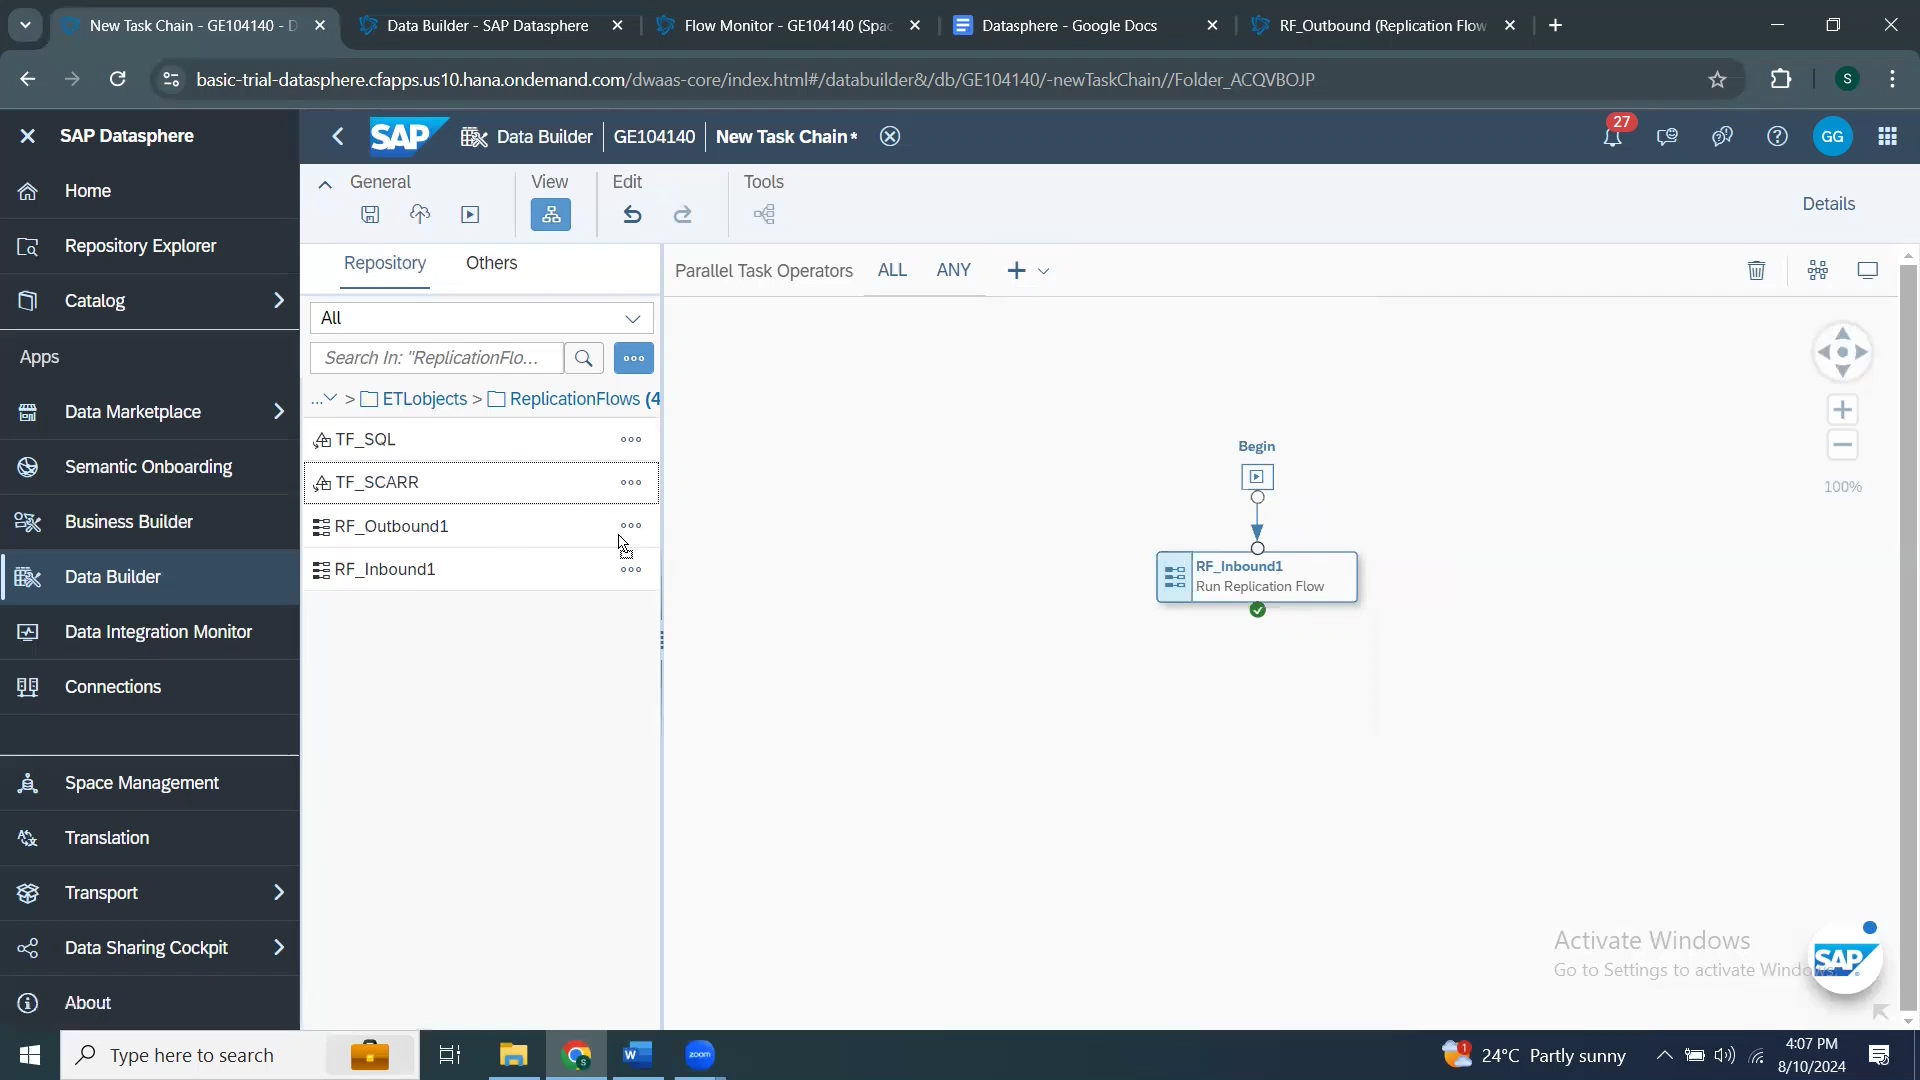 New Task Chain - GE104140 - D
Data Builder - SAP Datasphere
Flow Monitor - GE104140 (Spac
Datasphere - Google Docs
RF_Outbound (Replication Flow
basic-trial-datasphere.cfapps.us10.hana.ondemand.com/dwaas-core/index.html#/databuilder&/db/GE104140/-newTaskChain//Folder_ACQVBOJP
S
SAP Datasphere
SAP
Data Builder
GE104140
New Task Chain*
27
GG
Home
Repository Explorer
Catalog
Apps
Data Marketplace
Semantic Onboarding
Business Builder
Data Builder
Data Integration Monitor
Connections
Space Management
Translation
Transport
Data Sharing Cockpit
About
General
View
Edit
Tools
Details
Repository
Others
All
Search In: "ReplicationFlo...
...
> ETLobjects > ReplicationFlows (4
TF_SQL
TF_SCARR
RF_Outbound1
RF_Inbound1
Parallel Task Operators
ALL
ANY
Begin
RF_Inbound1
Run Replication Flow
100%
Activate Windows
Go to Settings to activate Windows.
SAP
Type here to search
zoom
1
24°C Partly sunny
4:07 PM
8/10/2024